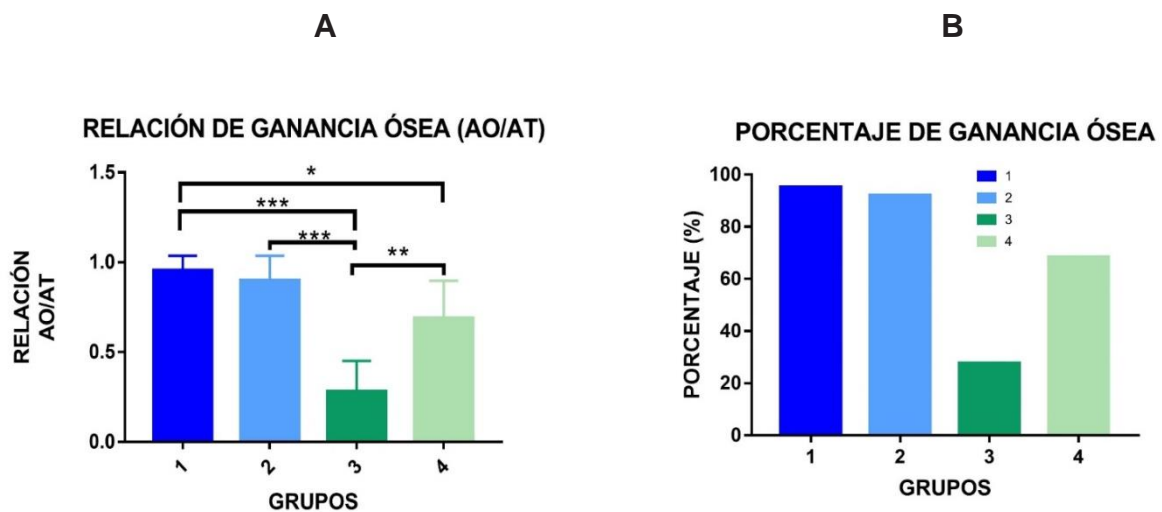 A
B
RELACIÓN DE GANANCIA ÓSEA (AO/AT)
RELACIÓN
AO/AT
1.5
1.0
0.5
0.0
*
***
***
**
1
2
3
4
GRUPOS
PORCENTAJE DE GANANCIA ÓSEA
PORCENTAJE (%)
100
80
60
40
20
0
1
2
3
4
1
2
3
4
GRUPOS